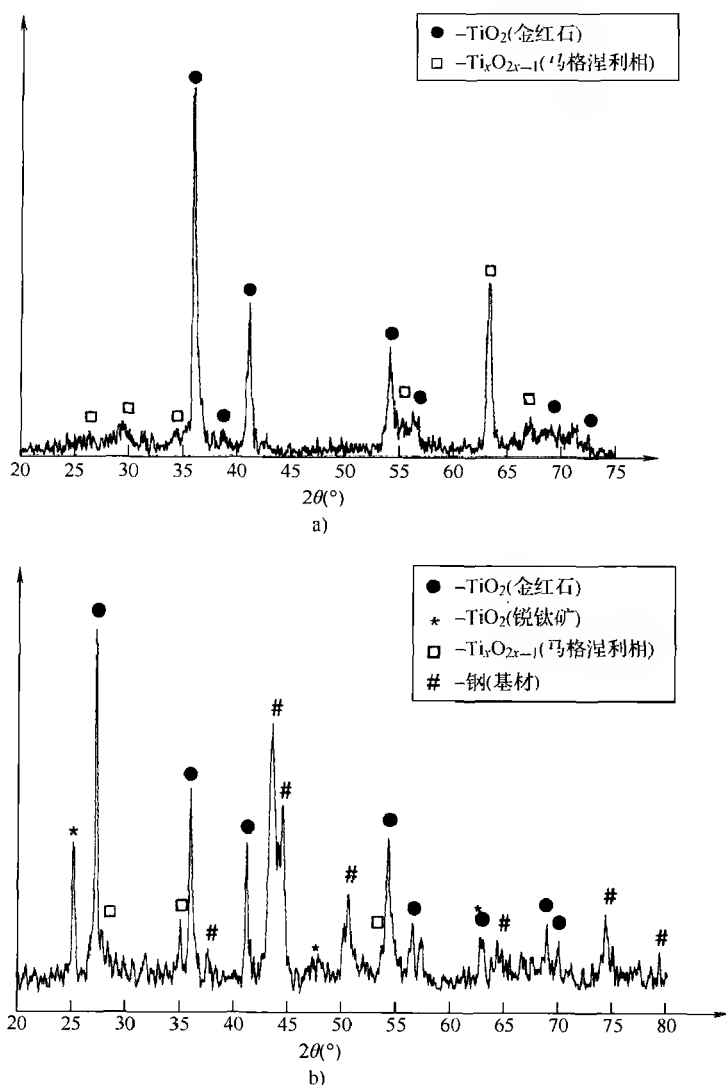 ● –TiO₂(金红石)
□ –TiₓO₂ₓ₋₁(马格涅利相)
20 25 30 35 40 45 50 55 60 65 70 75
2θ(°)
a)
● –TiO₂(金红石)
* –TiO₂(锐钛矿)
□ –TiₓO₂ₓ₋₁(马格涅利相)
# –钢(基材)
# # # # # # # #
20 25 30 35 40 45 50 55 60 65 70 75 80
2θ(°)
b)